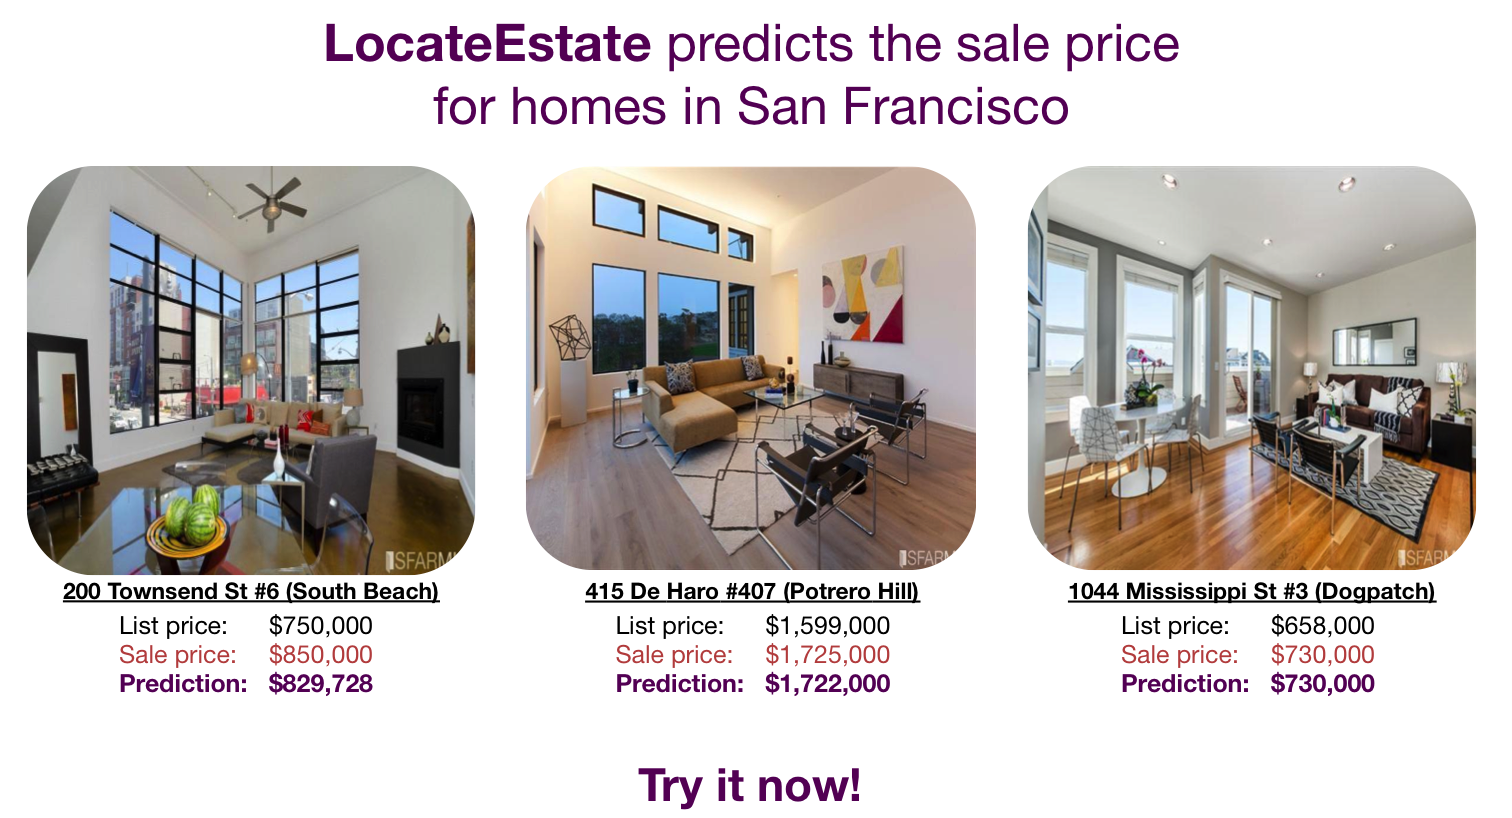 LocateEstate predicts the sale price
for homes in San Francisco
SFARM
200 Townsend St #6 (South Beach)
List price: $750,000
Sale price: $850,000
Prediction: $829,728
SFARM
415 De Haro #407 (Potrero Hill)
List price: $1,599,000
Sale price: $1,725,000
Prediction: $1,722,000
SFARM
1044 Mississippi St #3 (Dogpatch)
List price: $658,000
Sale price: $730,000
Prediction: $730,000
Try it now!